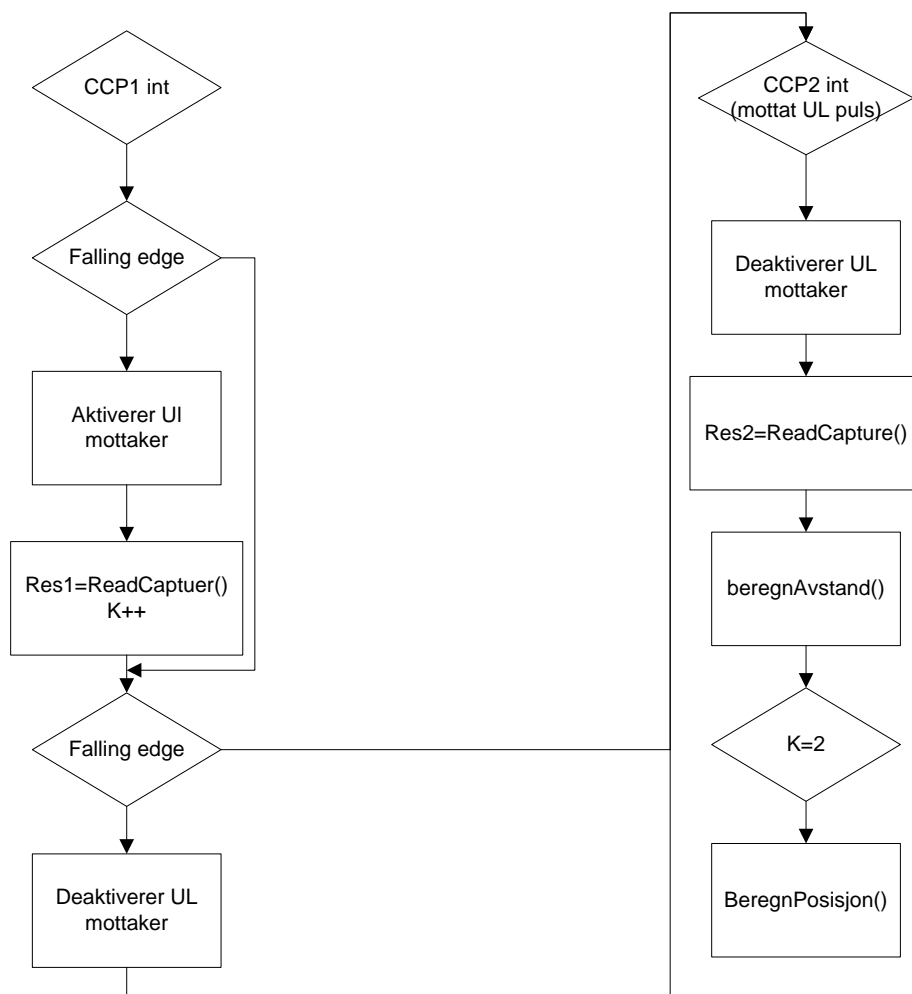 CCP1 int
Falling edge
Aktiverer Ul
mottaker
Res1=ReadCaptuer()
K++
Falling edge
Deaktiverer UL
mottaker
CCP2 int
(mottat UL puls)
Deaktiverer UL
mottaker
Res2=ReadCapture()
beregnAvstand()
K=2
BeregnPosisjon()